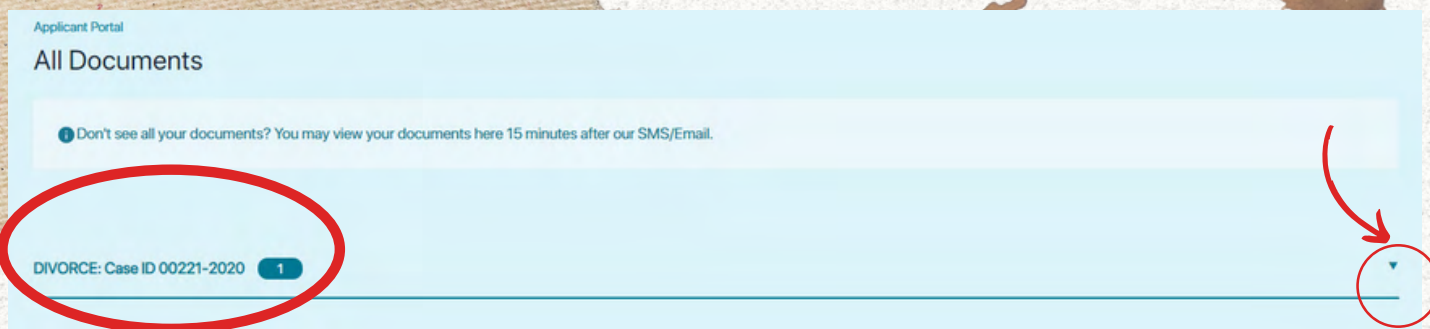 Applicant Portal
All Documents
Don't see all your documents? You may view your documents here 15 minutes after our SMS/Email.
DIVORCE: Case ID 00221-2020 1